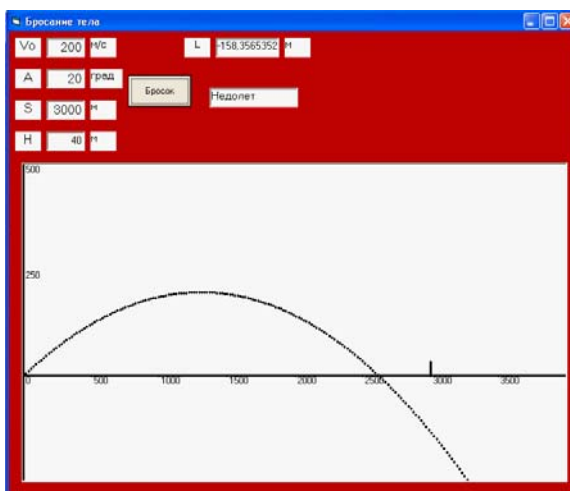 Бросание тела
Vo 200 м/с L -158,3565352 м
A 20 град Бросок Недолет
S 3000 м
H 40 м
500
250
0 500 1000 1500 2000 2500 3000 3500